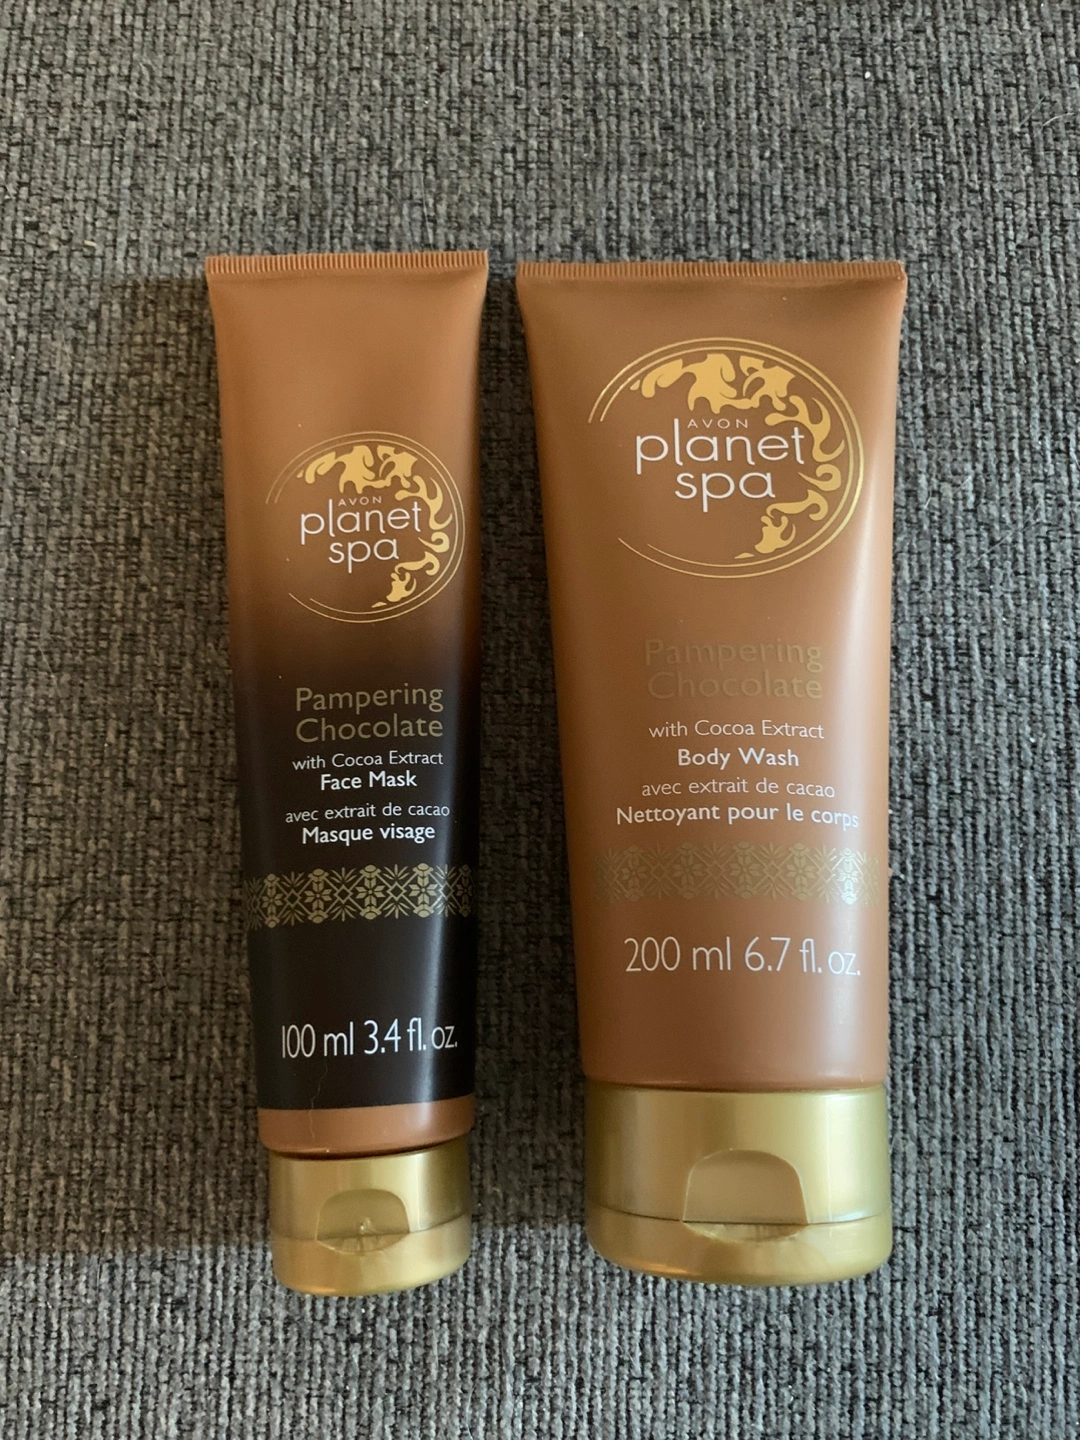 AVON
planet
spa
Pampering
Chocolate
with Cocoa Extract
Face Mask
avec extrait de cacao
Masque visage
100 ml 3.4 fl. oz.
AVON
planet
spa
Pampering
Chocolate
with Cocoa Extract
Body Wash
avec extrait de cacao
Nettoyant pour le corps
200 ml 6.7 fl. oz.